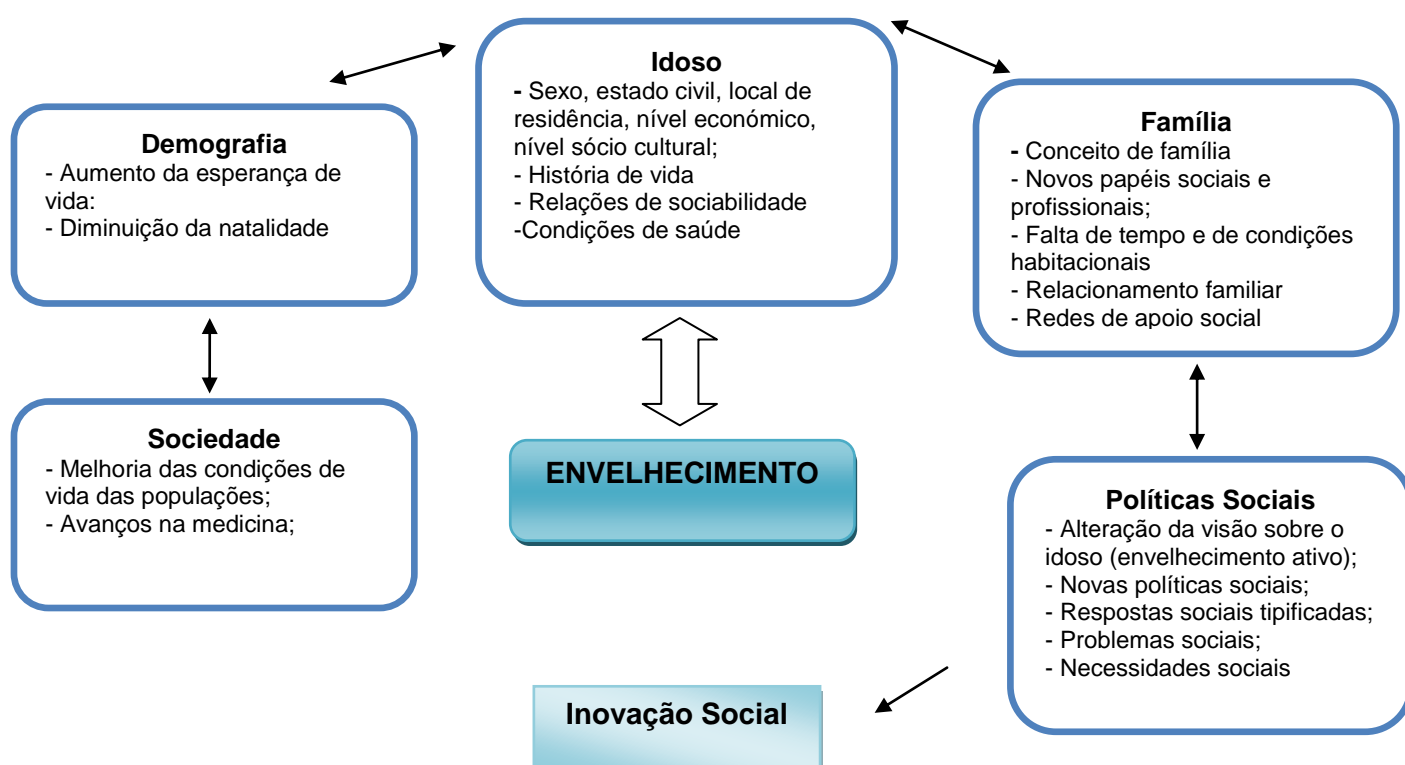 Idoso
- Sexo, estado civil, local de
residência, nível económico,
nível sócio cultural;
- História de vida
- Relações de sociabilidade
-Condições de saúde
Demografia
- Aumento da esperança de
vida:
- Diminuição da natalidade
Família
- Conceito de família
- Novos papéis sociais e
profissionais;
- Falta de tempo e de condições
habitacionais
- Relacionamento familiar
- Redes de apoio social
Sociedade
- Melhoria das condições de
vida das populações;
- Avanços na medicina;
ENVELHECIMENTO
Políticas Sociais
- Alteração da visão sobre o
idoso (envelhecimento ativo);
- Novas políticas sociais;
- Respostas sociais tipificadas;
- Problemas sociais;
- Necessidades sociais
Inovação Social